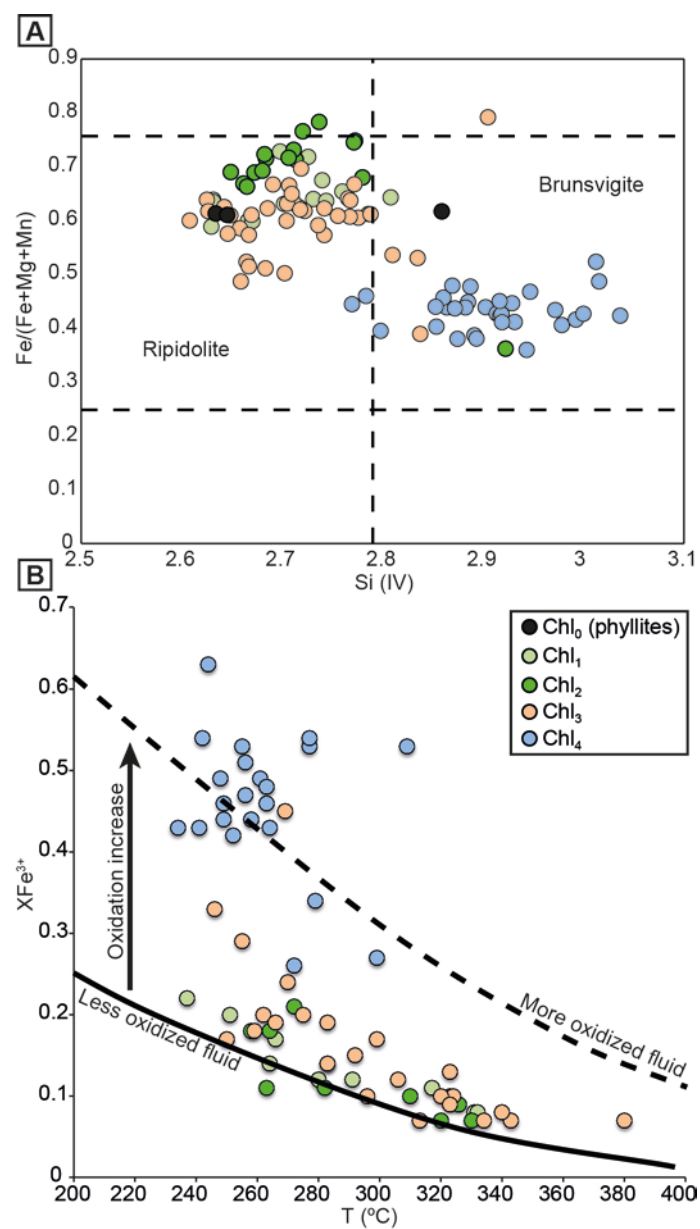 A
0.9
0.8
0.7
0.6
0.5
0.4
0.3
0.2
0.1
0
Fe/(Fe+Mg+Mn)
Brunsvigite
Ripidolite
2.5 2.6 2.7 2.8 2.9 3 3.1
Si (IV)
B
0.7
0.6
0.5
0.4
0.3
0.2
0.1
0
XFe³⁺
Chl₀ (phyllites)
Chl₁
Chl₂
Chl₃
Chl₄
Oxidation increase
Less oxidized fluid
More oxidized fluid
200 220 240 260 280 300 320 340 360 380 400
T (ºC)